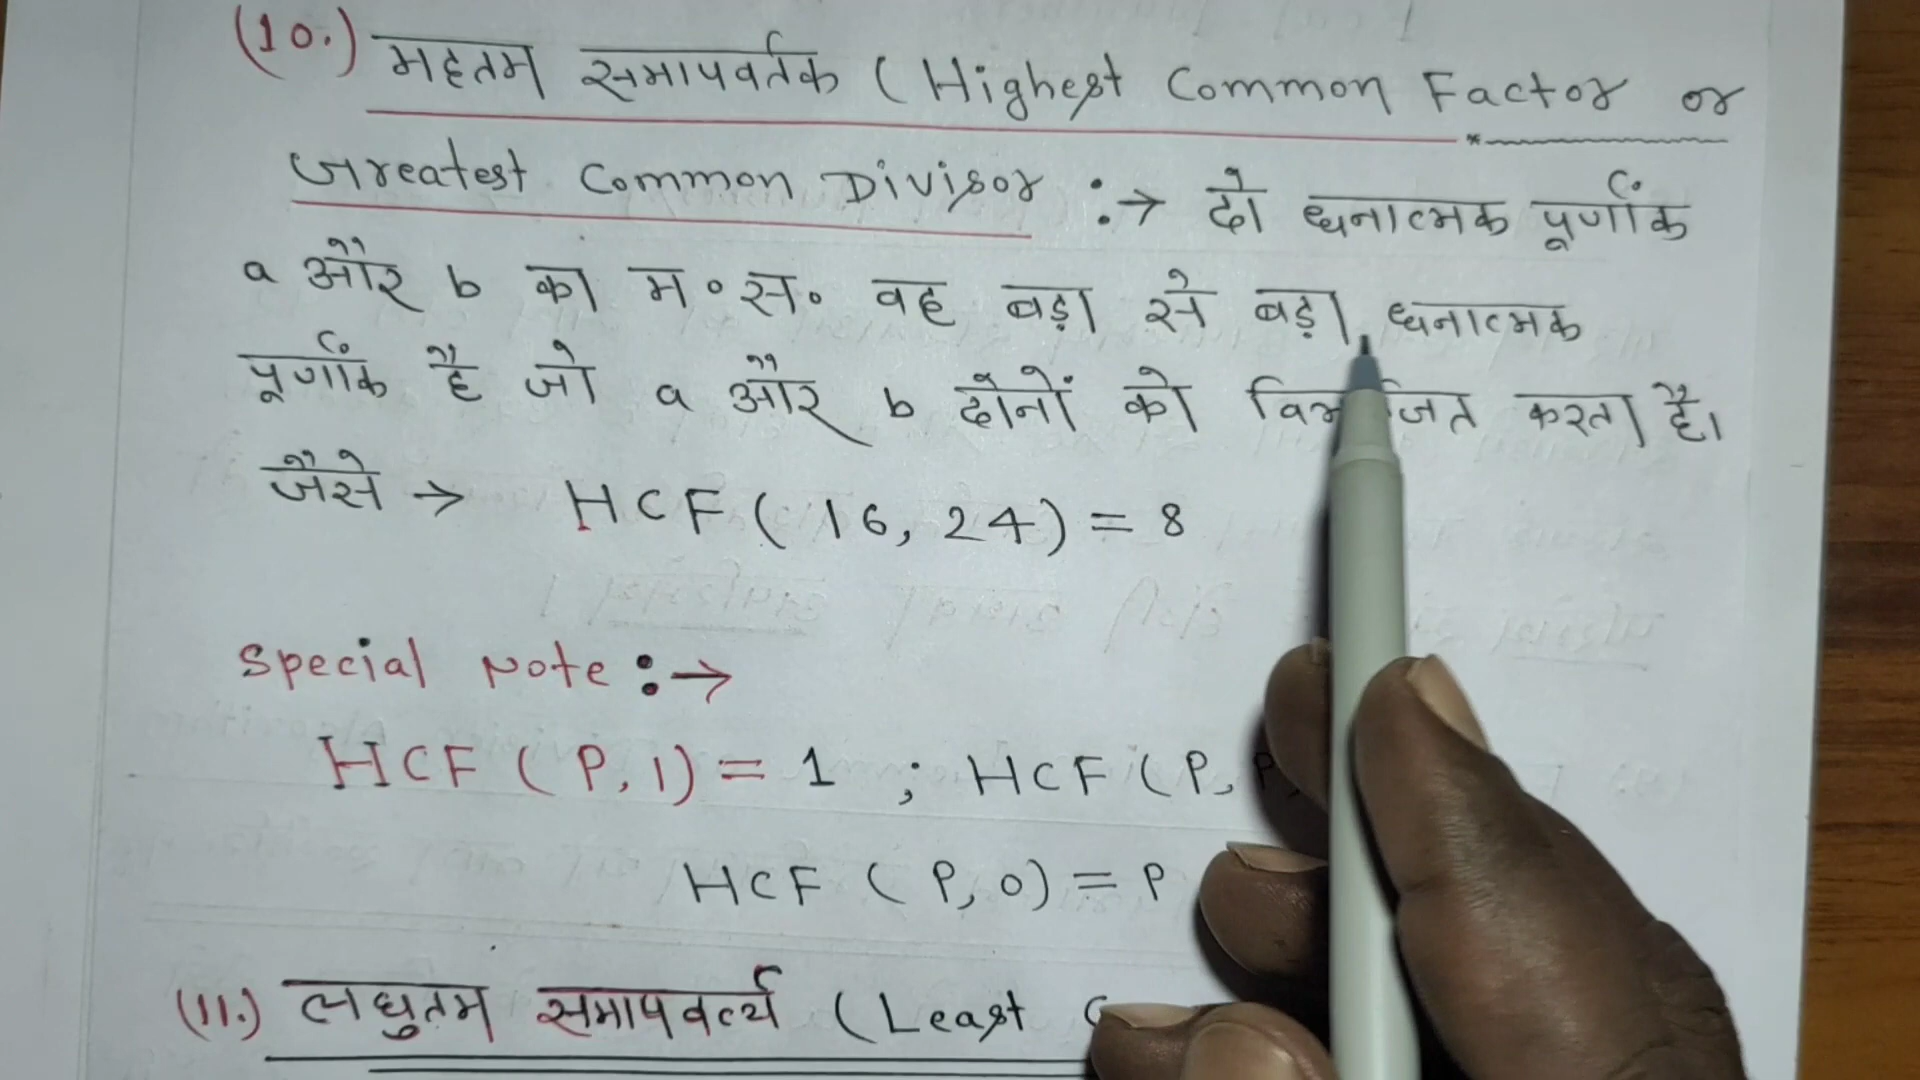 (10.) महतम समापवर्तक ( Highest Common Factor or
Greatest Common Divisor :→ दो धनात्मक पूर्णांक
a और b का म०स० वह बड़ा से बड़ा धनात्मक
पूर्णांक है जो a और b दोनों को विभाजित करता है।
जैसे → HCF ( 16, 24) = 8
Special Note :→
HCF ( P, 1) = 1 ; HCF ( P, P
HCF ( P, 0) = P
(11.) लघुतम समापवर्त्य ( Least